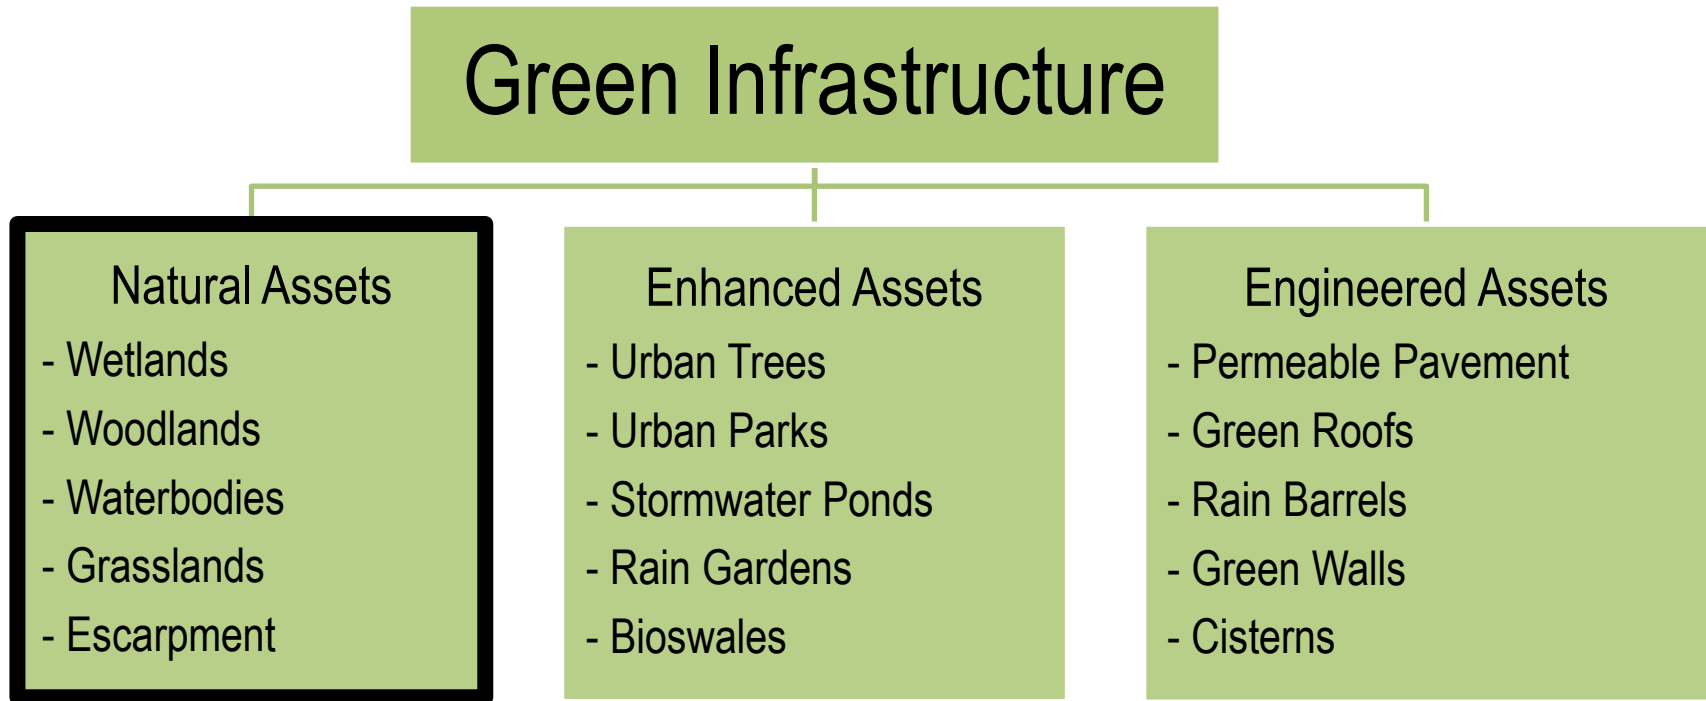 Green Infrastructure
Natural Assets
- Wetlands
- Woodlands
- Waterbodies
- Grasslands
- Escarpment
Enhanced Assets
- Urban Trees
- Urban Parks
- Stormwater Ponds
- Rain Gardens
- Bioswales
Engineered Assets
- Permeable Pavement
- Green Roofs
- Rain Barrels
- Green Walls
- Cisterns